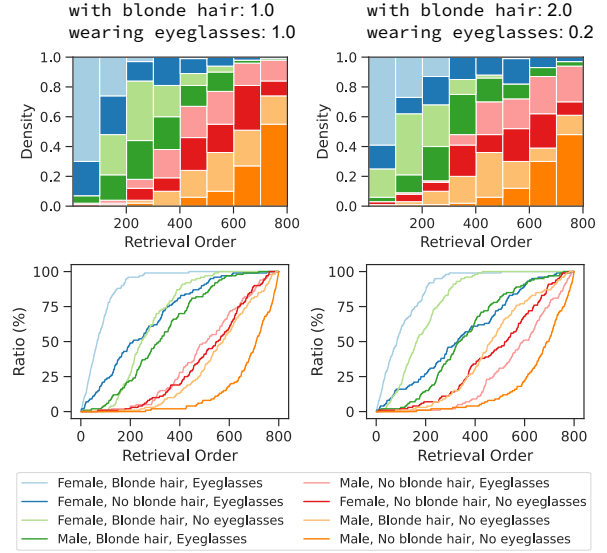 with blonde hair: 1.0
wearing eyeglasses: 1.0
with blonde hair: 2.0
wearing eyeglasses: 0.2
Density
1.0
0.8
0.6
0.4
0.2
0.0
200 400 600 800
Retrieval Order
Density
1.0
0.8
0.6
0.4
0.2
0.0
200 400 600 800
Retrieval Order
Ratio (%)
100
75
50
25
0
0 200 400 600 800
Retrieval Order
Ratio (%)
100
75
50
25
0
0 200 400 600 800
Retrieval Order
Female, Blonde hair, Eyeglasses
Female, No blonde hair, Eyeglasses
Female, Blonde hair, No eyeglasses
Male, Blonde hair, Eyeglasses
Male, No blonde hair, Eyeglasses
Female, No blonde hair, No eyeglasses
Male, Blonde hair, No eyeglasses
Male, No blonde hair, No eyeglasses